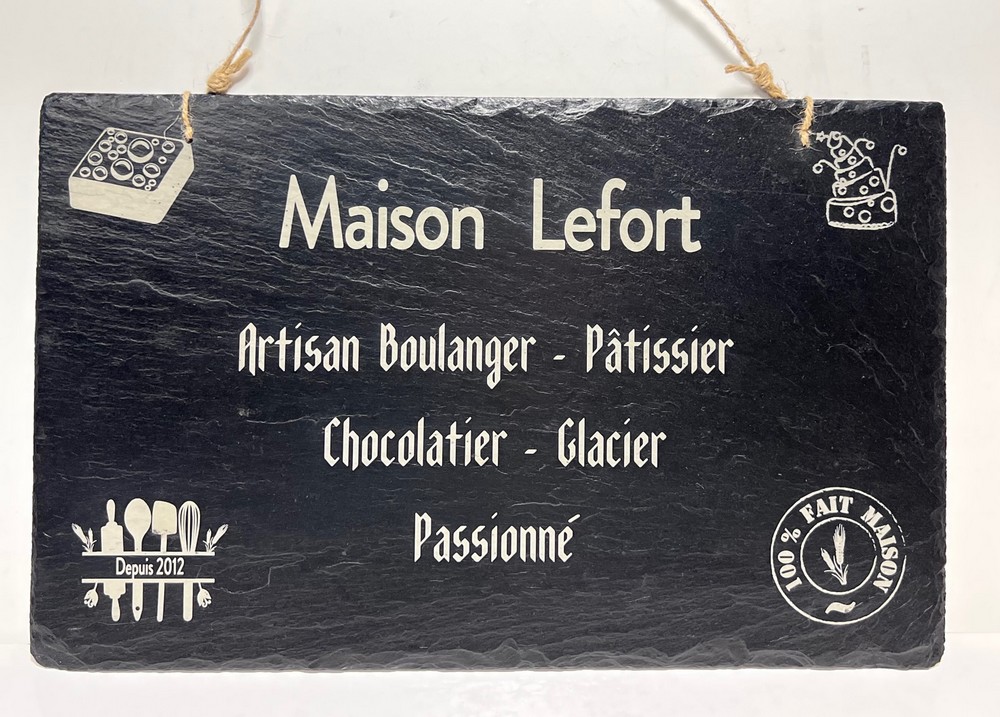 Maison Lefort
Artisan Boulanger - Pâtissier
Chocolatier - Glacier
Passionné
Depuis 2012
100 % FAIT MAISON